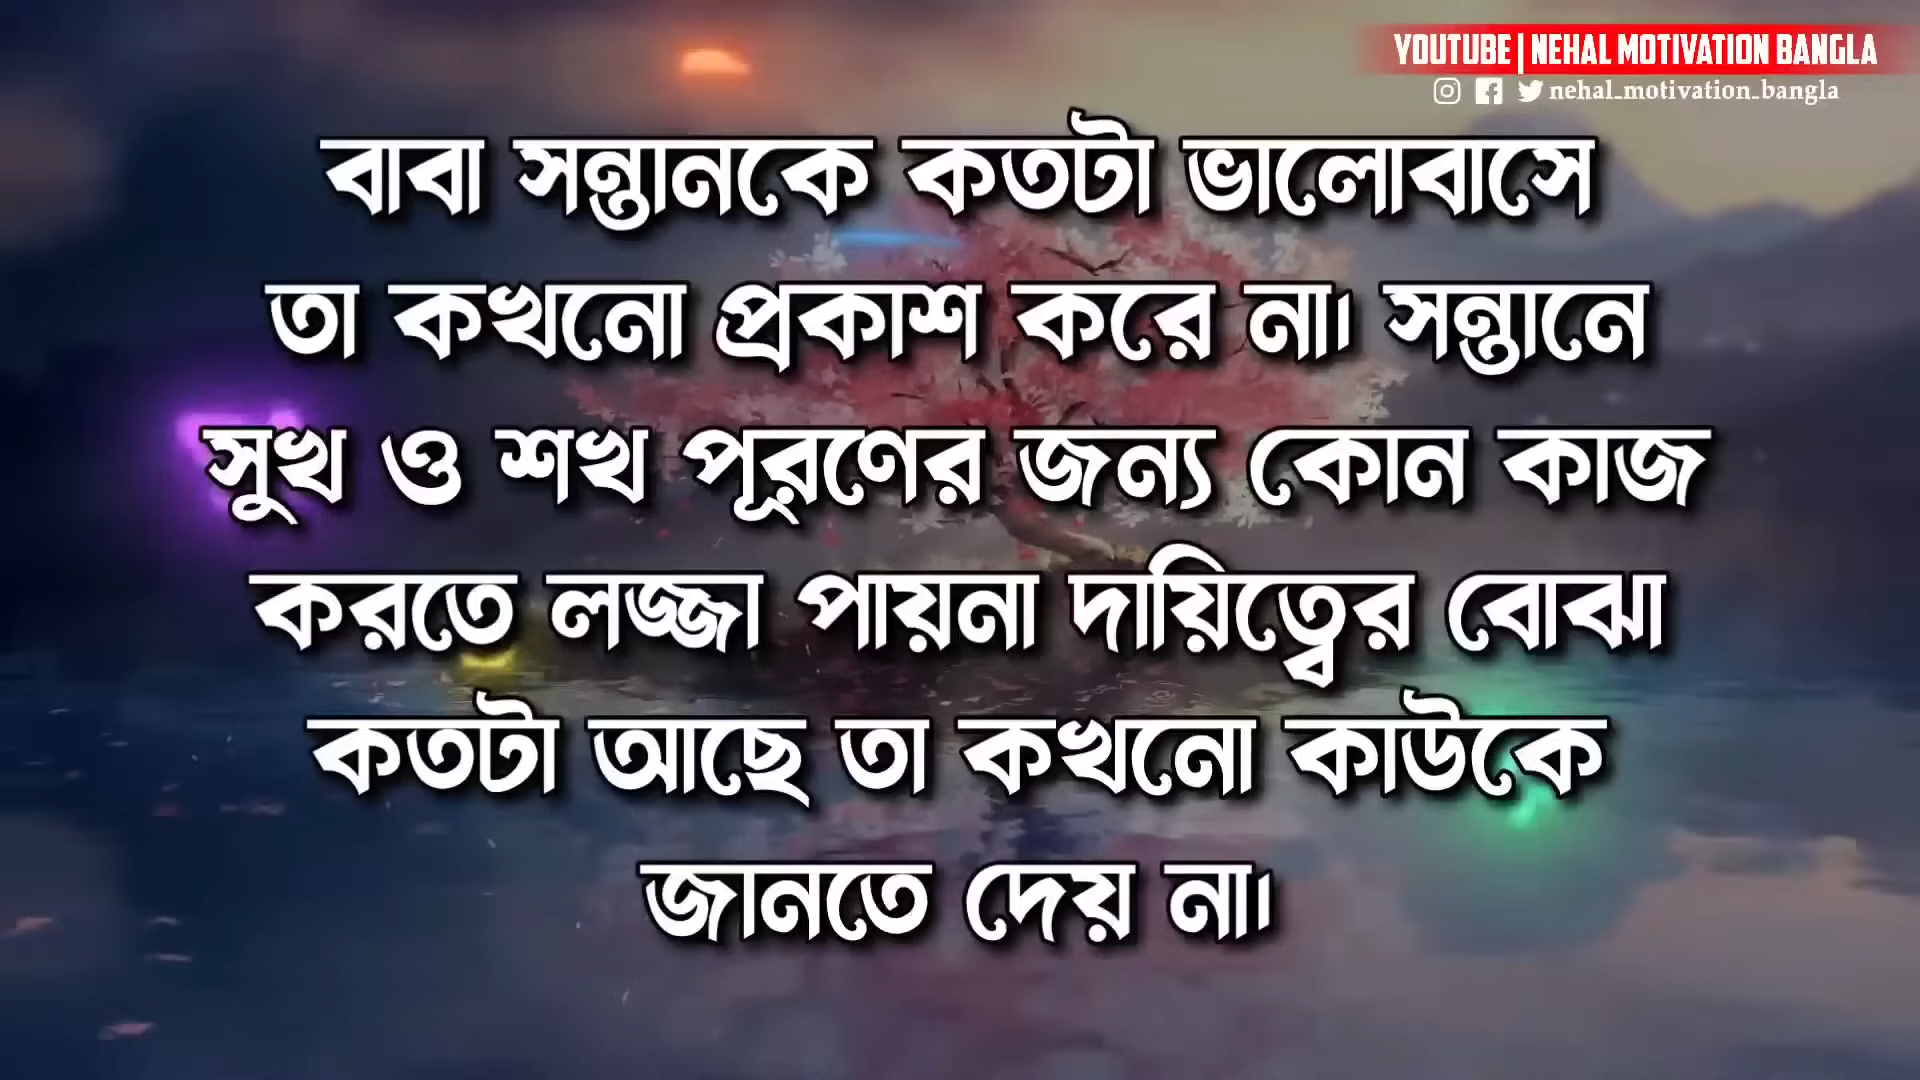 YOUTUBE | NEHAL MOTIVATION BANGLA
nehal_motivation_bangla
বাবা সন্তানকে কতটা ভালোবাসে
তা কখনো প্রকাশ করে না। সন্তানে
সুখ ও শখ পূরণের জন্য কোন কাজ
করতে লজ্জা পায়না দায়িত্বের বোঝা
কতটা আছে তা কখনো কাউকে
জানতে দেয় না।